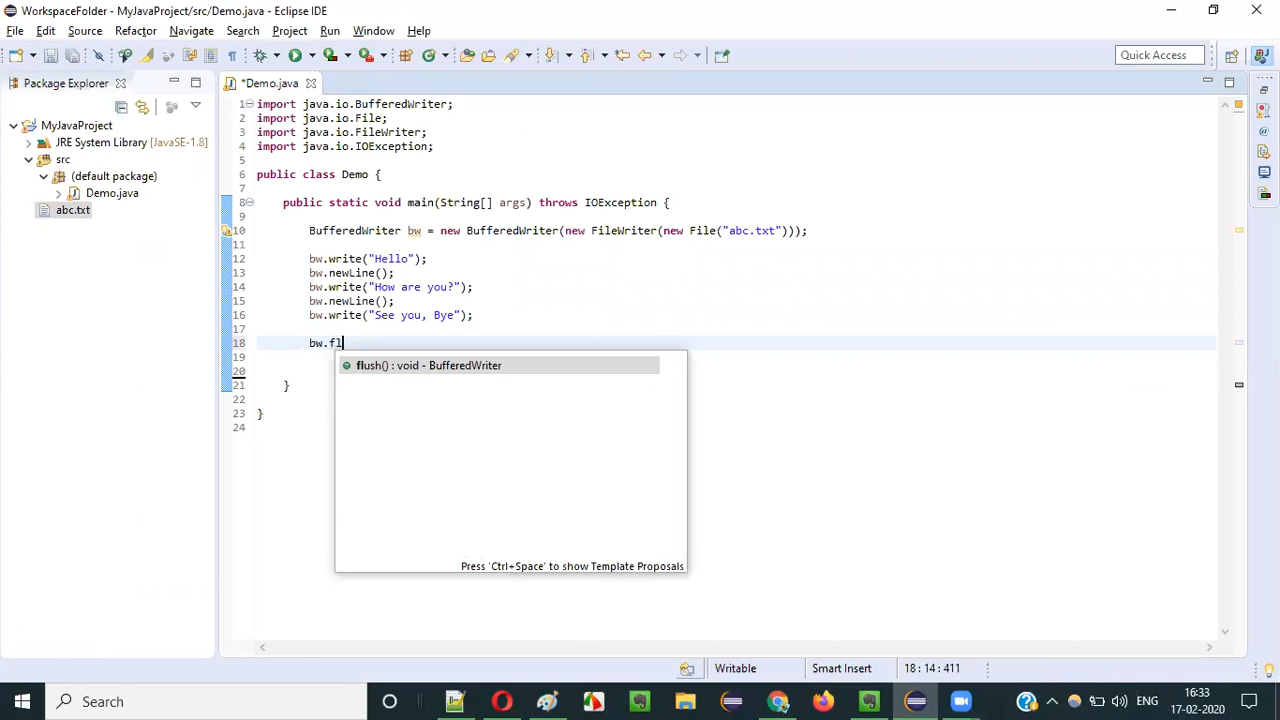 WorkspaceFolder - MyJavaProject/src/Demo.java - Eclipse IDE
File Edit Source Refactor Navigate Search Project Run Window Help
Quick Access
Package Explorer
*Demo.java
MyJavaProject
JRE System Library [JavaSE-1.8]
src
(default package)
Demo.java
abc.txt
1 import java.io.BufferedWriter;
2 import java.io.File;
3 import java.io.FileWriter;
4 import java.io.IOException;
5
6 public class Demo {
7
8 public static void main(String[] args) throws IOException {
9
10 BufferedWriter bw = new BufferedWriter(new FileWriter(new File("abc.txt")));
11
12 bw.write("Hello");
13 bw.newLine();
14 bw.write("How are you?");
15 bw.newLine();
16 bw.write("See you, Bye");
17
18 bw.fl
19
20
21 }
22
23 }
24
flush() : void - BufferedWriter
Press 'Ctrl+Space' to show Template Proposals
Writable Smart Insert 18 : 14 : 411
Search
ENG
16:33
17-02-2020